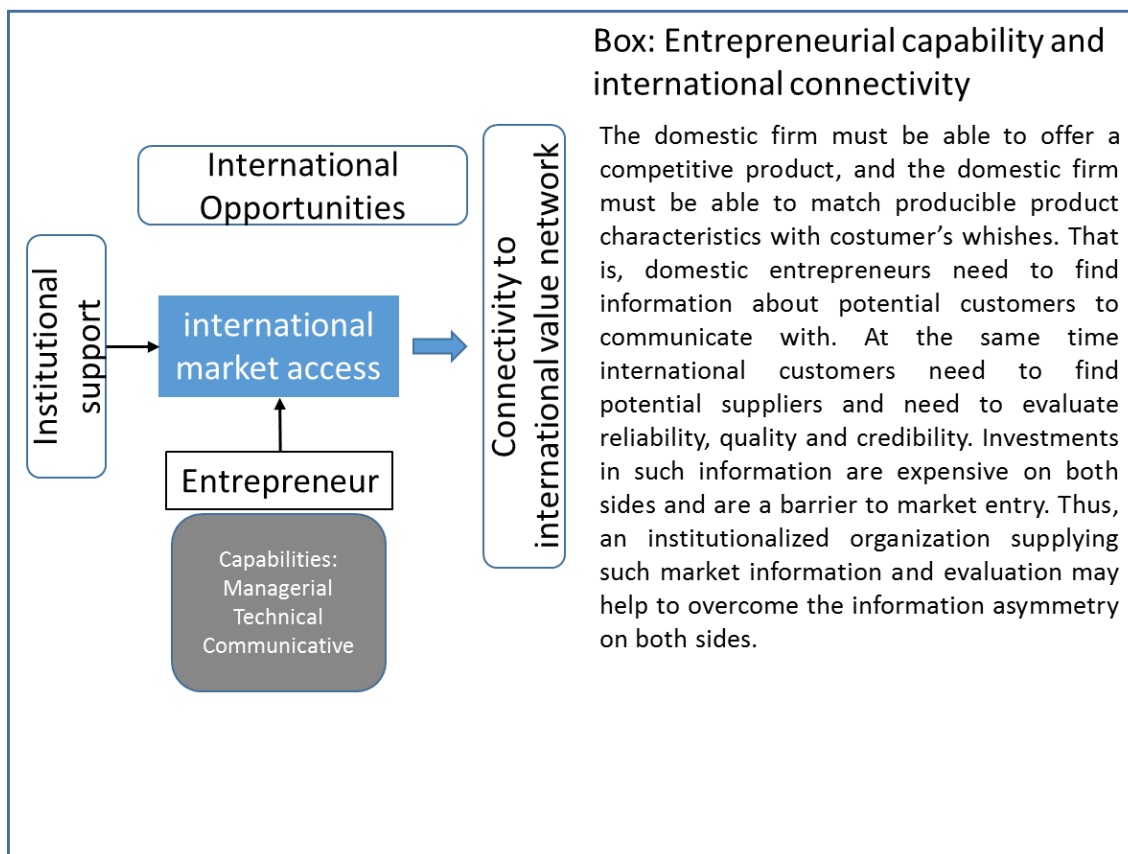 Box: Entrepreneurial capability and
international connectivity
International
Opportunities
Institutional
support
international
market access
Connectivity to
international value network
Entrepreneur
Capabilities:
Managerial
Technical
Communicative
The domestic firm must be able to offer a
competitive product, and the domestic firm
must be able to match producible product
characteristics with costumer’s whishes. That
is, domestic entrepreneurs need to find
information about potential customers to
communicate with. At the same time
international customers need to find
potential suppliers and need to evaluate
reliability, quality and credibility. Investments
in such information are expensive on both
sides and are a barrier to market entry. Thus,
an institutionalized organization supplying
such market information and evaluation may
help to overcome the information asymmetry
on both sides.